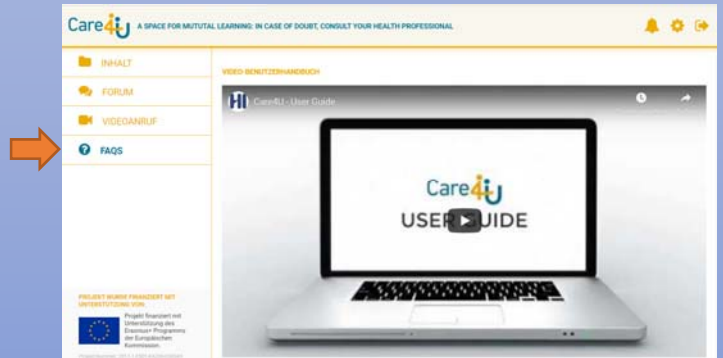 Care4U A SPACE FOR MUTUTAL LEARNING: IN CASE OF DOUBT, CONSULT YOUR HEALTH PROFESSIONAL
INHALT
FORUM
VIDEOANRUF
FAQS
VIDEO-BENUTZERHANDBUCH
HI Care4U - User Guide
Care4U
USER GUIDE
PROJEKT WURDE FINANZIERT MIT
UNTERSTÜTZUNG VON
Projekt finanziert mit
Unterstützung des
Erasmus+ Programms
der Europäischen
Kommission.